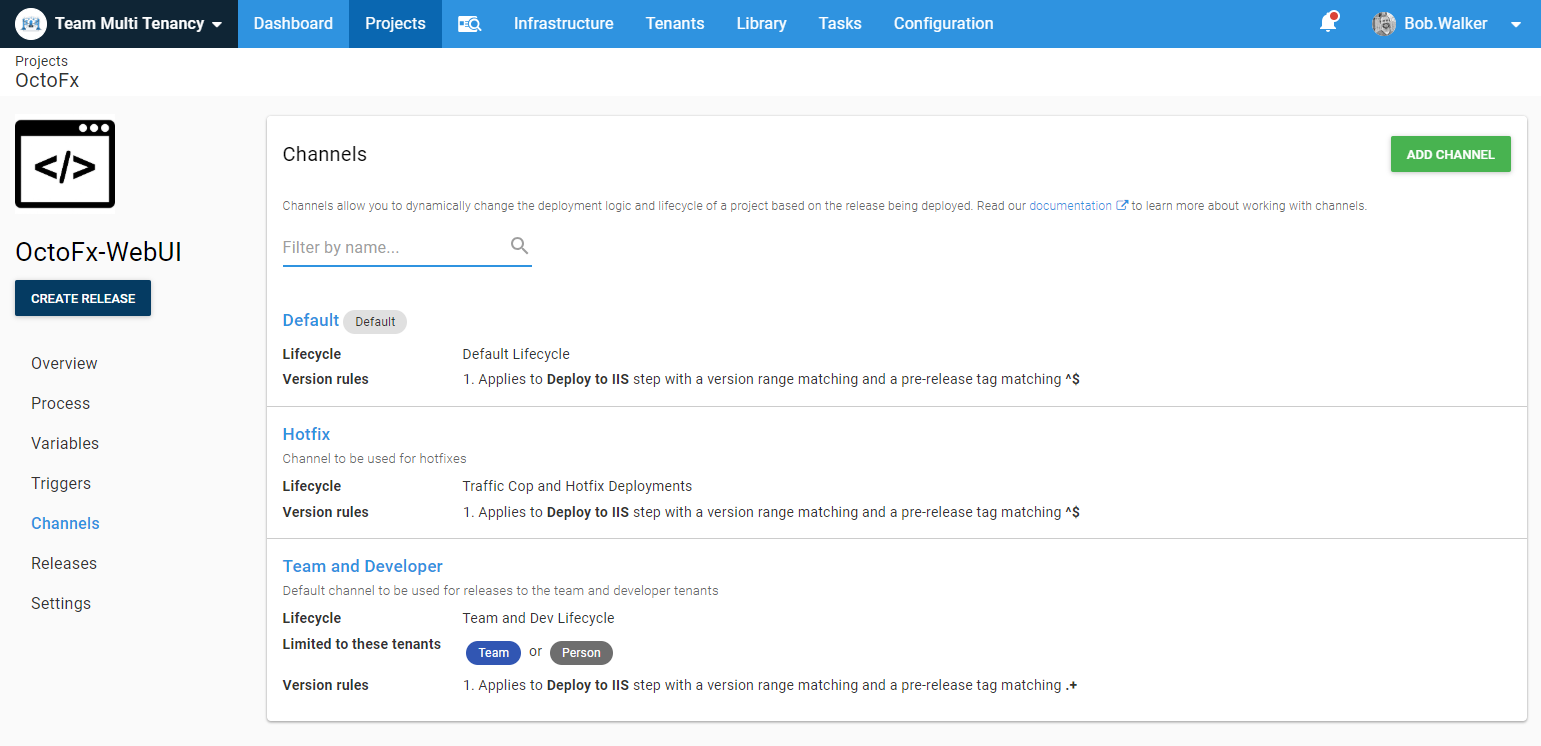 Team Multi Tenancy Dashboard Projects Infrastructure Tenants Library Tasks Configuration Bob.Walker
Projects
OctoFx
</>
OctoFx-WebUI
CREATE RELEASE
Overview
Process
Variables
Triggers
Channels
Releases
Settings
Channels
ADD CHANNEL
Channels allow you to dynamically change the deployment logic and lifecycle of a project based on the release being deployed. Read our documentation to learn more about working with channels.
Filter by name...
Default Default
Lifecycle Default Lifecycle
Version rules 1. Applies to Deploy to IIS step with a version range matching and a pre-release tag matching ^$
Hotfix
Channel to be used for hotfixes
Lifecycle Traffic Cop and Hotfix Deployments
Version rules 1. Applies to Deploy to IIS step with a version range matching and a pre-release tag matching ^$
Team and Developer
Default channel to be used for releases to the team and developer tenants
Lifecycle Team and Dev Lifecycle
Limited to these tenants Team or Person
Version rules 1. Applies to Deploy to IIS step with a version range matching and a pre-release tag matching .+